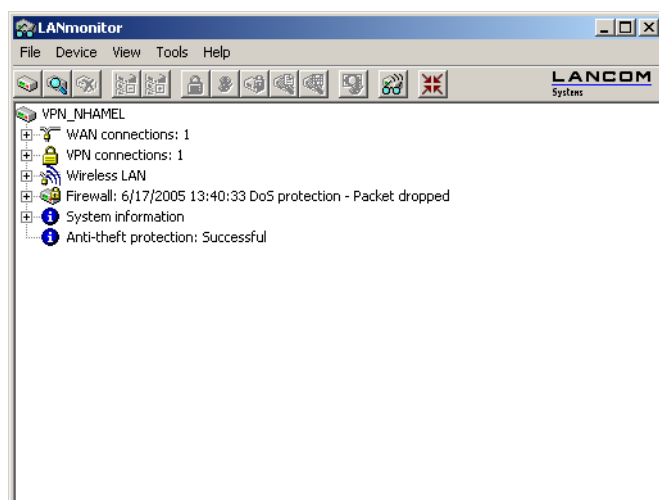 LANmonitor
File Device View Tools Help
LANCOM
Systems
VPN_NHAMEL
WAN connections: 1
VPN connections: 1
Wireless LAN
Firewall: 6/17/2005 13:40:33 DoS protection - Packet dropped
System information
Anti-theft protection: Successful